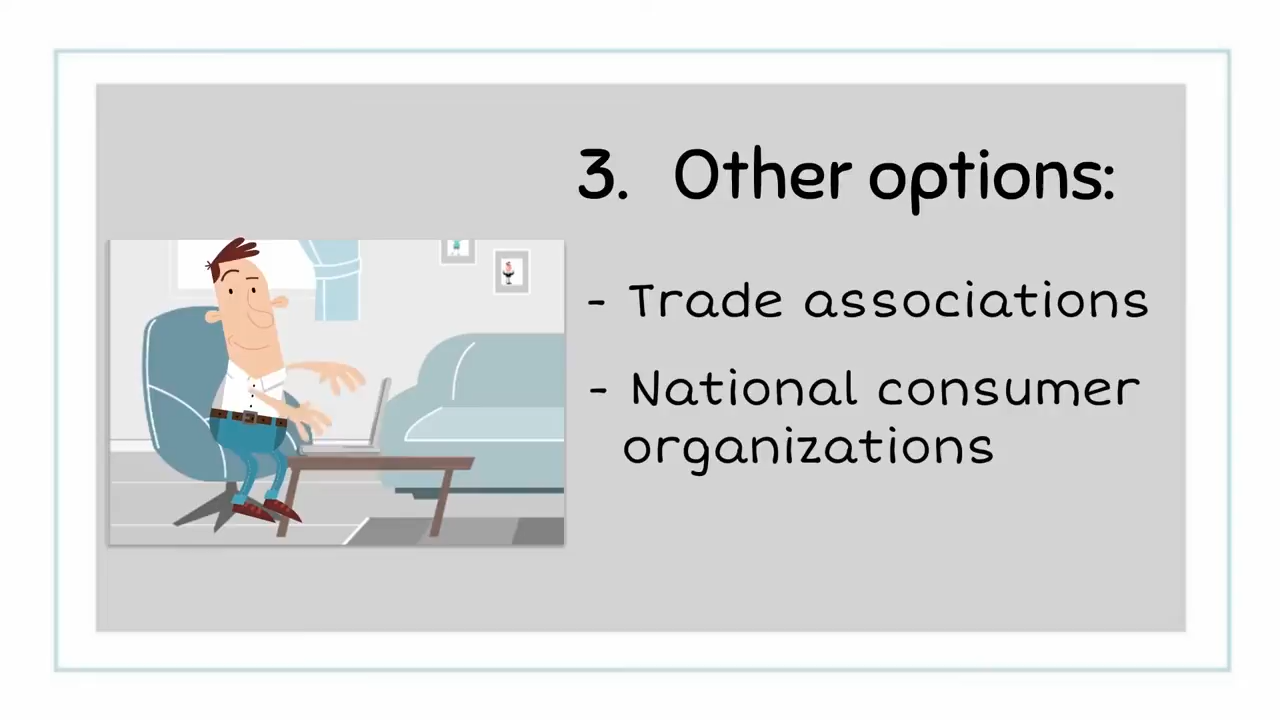 3. Other options:
- Trade associations
- National consumer
organizations